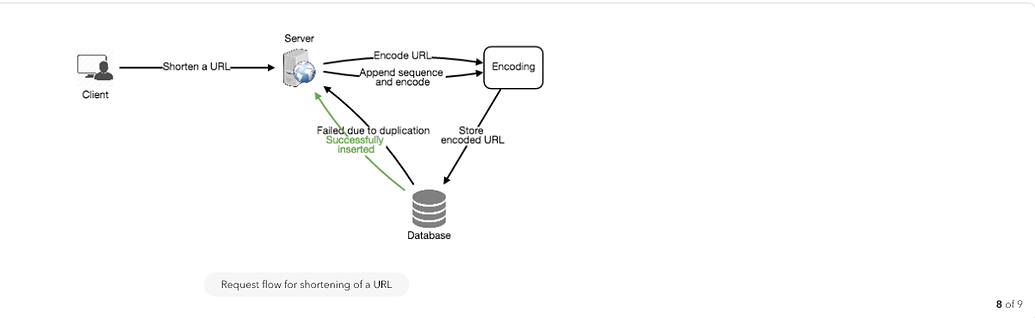 Server
Shorten a URL
Encode URL
Append sequence
and encode
Encoding
Client
Failed due to duplication
Successfully
inserted
Store
encoded URL
Database
Request flow for shortening of a URL
8 of 9